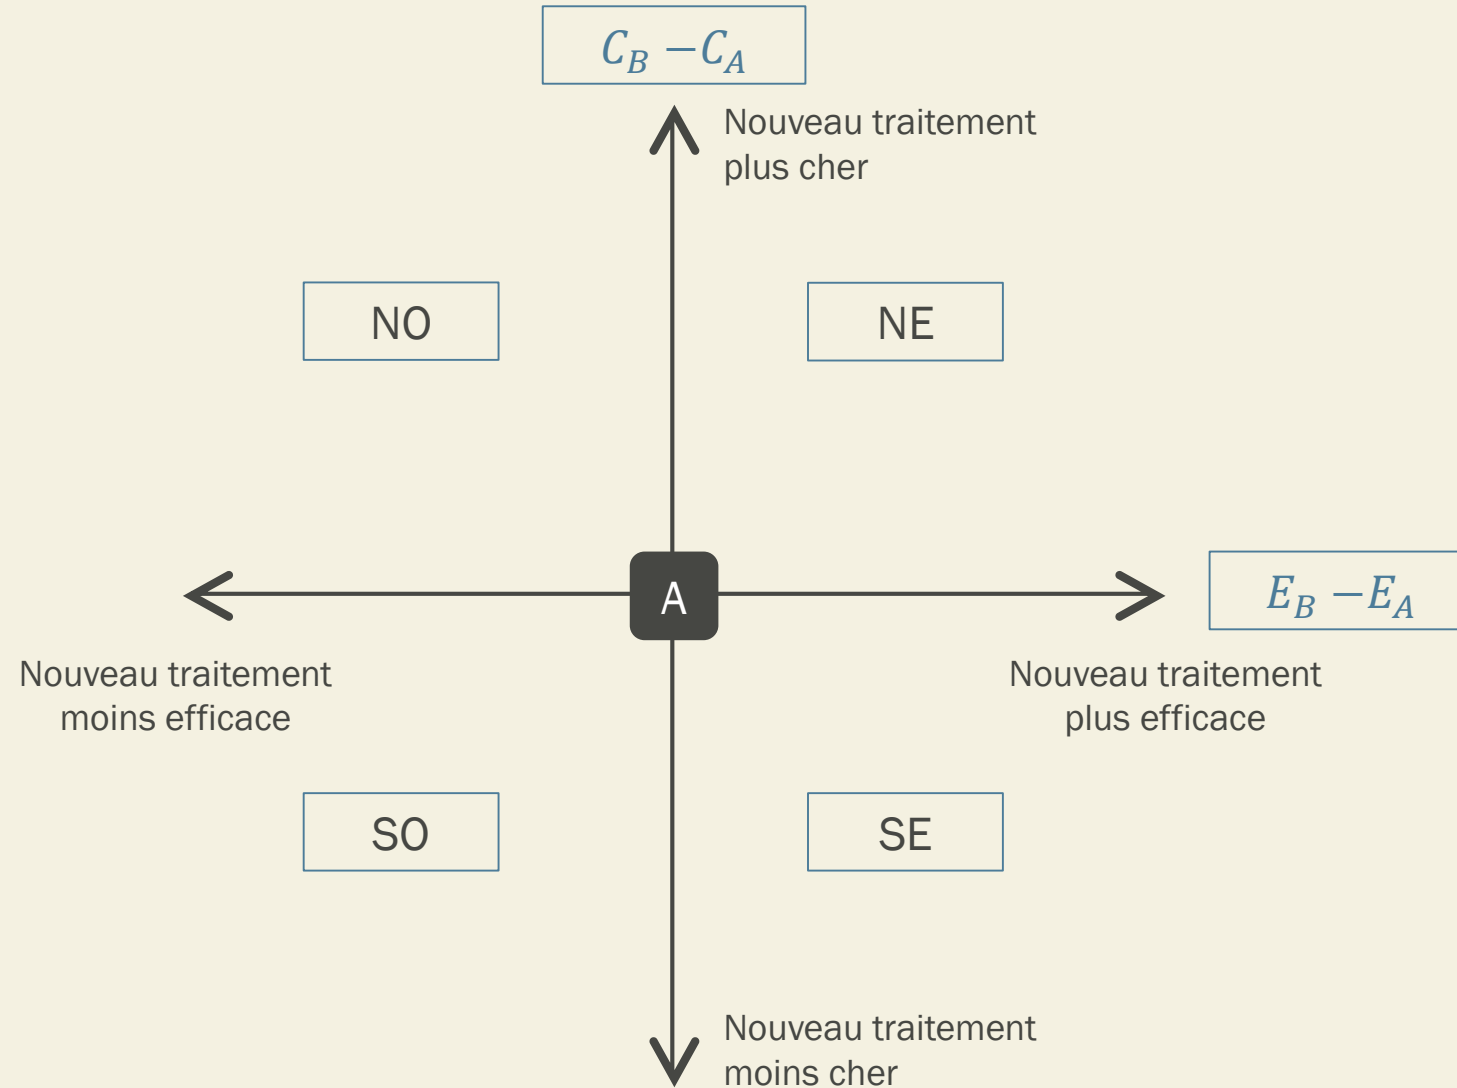 C_B −C_A
Nouveau traitement
plus cher
NO
NE
A
E_B −E_A
Nouveau traitement
moins efficace
Nouveau traitement
plus efficace
SO
SE
Nouveau traitement
moins cher